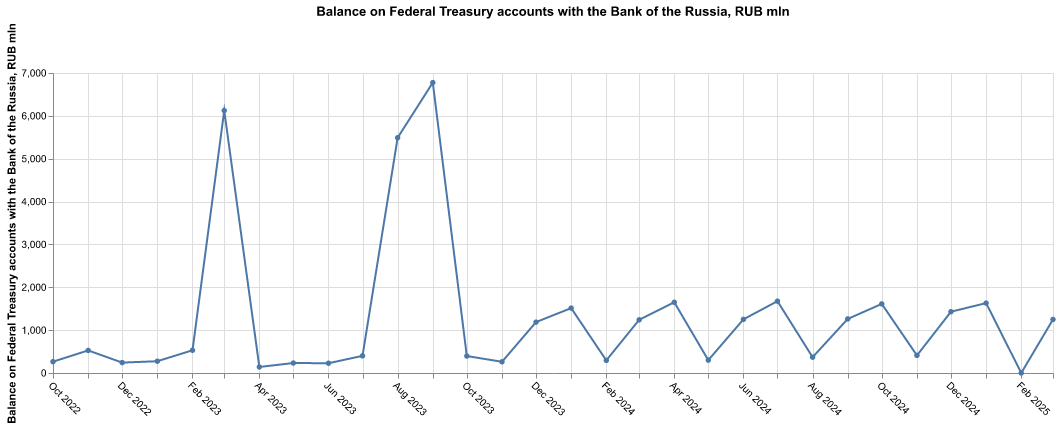 Balance on Federal Treasury accounts with the Bank of the Russia, RUB mln
Balance on Federal Treasury accounts with the Bank of the Russia, RUB mln
7,000
6,000
5,000
4,000
3,000
2,000
1,000
0
Oct 2022
Dec 2022
Feb 2023
Apr 2023
Jun 2023
Aug 2023
Oct 2023
Dec 2023
Feb 2024
Apr 2024
Jun 2024
Aug 2024
Oct 2024
Dec 2024
Feb 2025